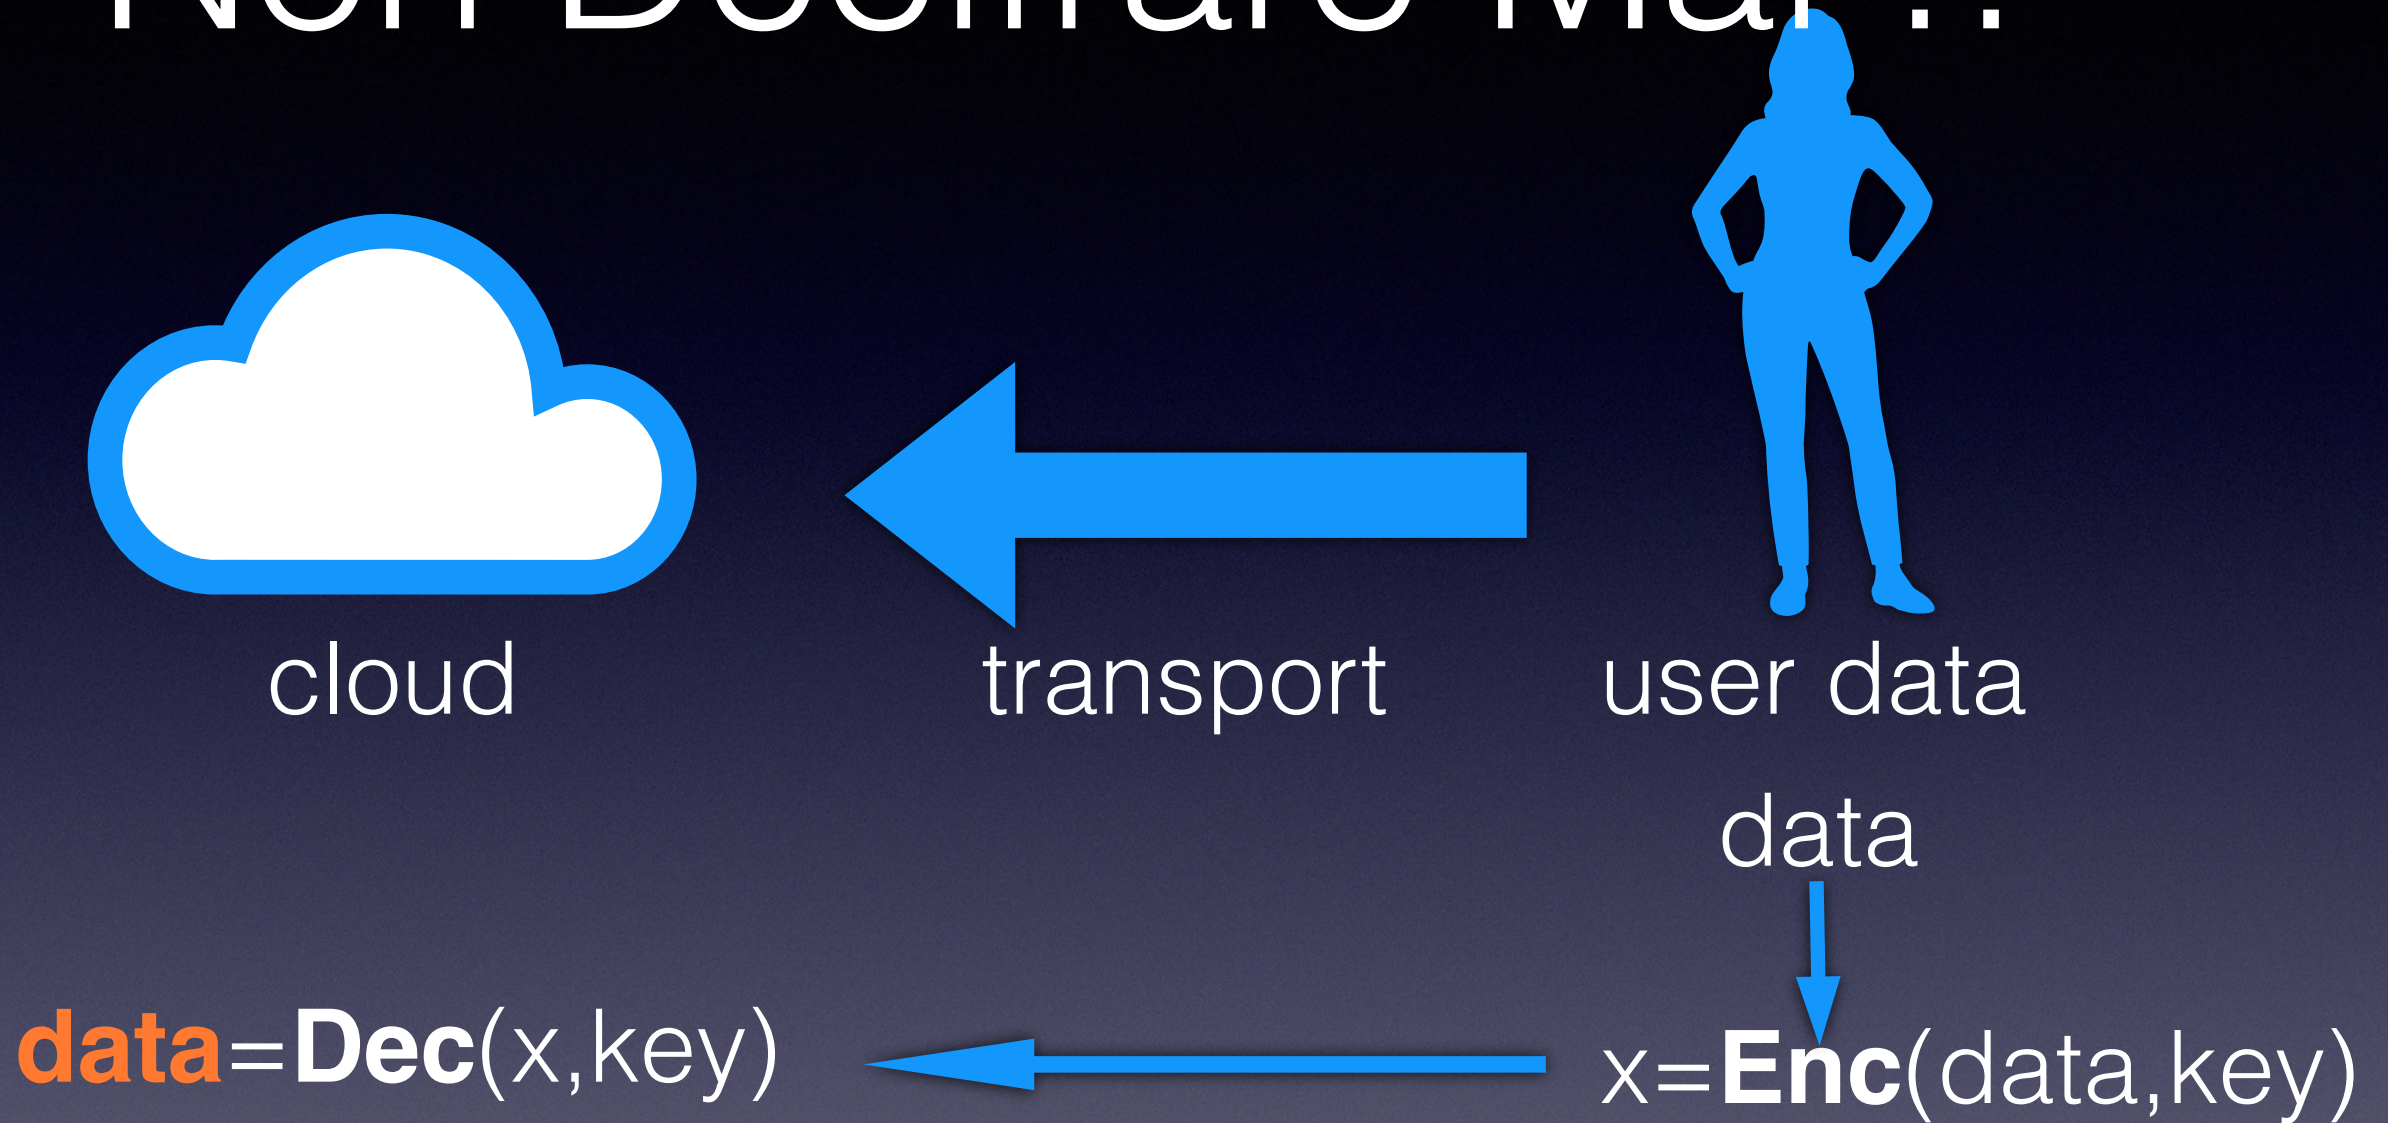 cloud
transport
user data
data
data=Dec(x,key)
x=Enc(data,key)